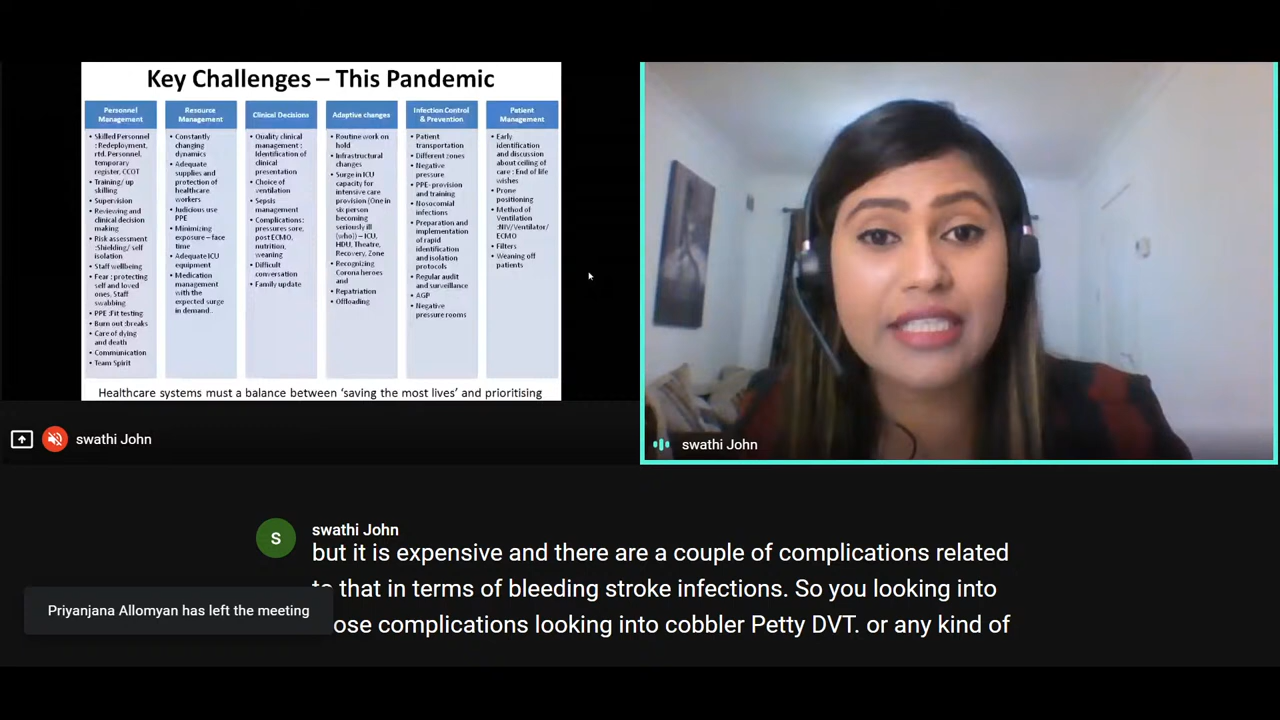 Key Challenges – This Pandemic
Personnel
Management
• Skilled Personnel
: Redeployment,
rtd. Personnel,
temporary
register, CCOT
• Training/ up
skilling
• Supervision
• Reviewing and
clinical decision
making
• Risk assessment
:Shielding/ self
isolation
• Staff wellbeing
• Fear : protecting
self and loved
ones, Staff
swabbing
• PPE :Fit testing
• Burn out :breaks
• Care of dying
and death
• Communication
• Team Spirit
Resource
Management
• Constantly
changing
dynamics
• Adequate
supplies and
protection of
healthcare
workers
• Judicious use
PPE
• Minimizing
exposure – face
time
• Adequate ICU
equipment
• Medication
management
with the
expected surge
in demand..
Clinical Decisions
• Quality clinical
management :
Identification of
clinical
presentation
• Choice of
ventilation
• Sepsis
management
• Complications:
pressures sore,
post ECMO,
nutrition,
weaning
• Difficult
conversation
• Family update
Adaptive changes
• Routine work on
hold
• Infrastructural
changes
• Surge in ICU
capacity for
intensive care
provision (One in
six person
becoming
seriously ill
(who)) – ICU,
HDU, Theatre,
Recovery, Zone
• Recognizing
Corona heroes
and
• Repatriation
• Offloading
Infection Control
& Prevention
• Patient
transportation
• Different zones
• Negative
pressure
• PPE- provision
and training
• Nosocomial
infections
• Preparation and
implementation
of rapid
identification
and isolation
protocols
• Regular audit
and surveillance
• AGP
• Negative
pressure rooms
Patient
Management
• Early
identification
and discussion
about ceiling of
care : End of life
wishes
• Prone
positioning
• Method of
Ventilation
:NIV/Ventilator/
ECMO
• Filters
• Weaning off
patients
Healthcare systems must a balance between ‘saving the most lives’ and prioritising
swathi John
swathi John
S
swathi John
but it is expensive and there are a couple of complications related
that in terms of bleeding stroke infections. So you looking into
ose complications looking into cobbler Petty DVT. or any kind of
Priyanjana Allomyan has left the meeting